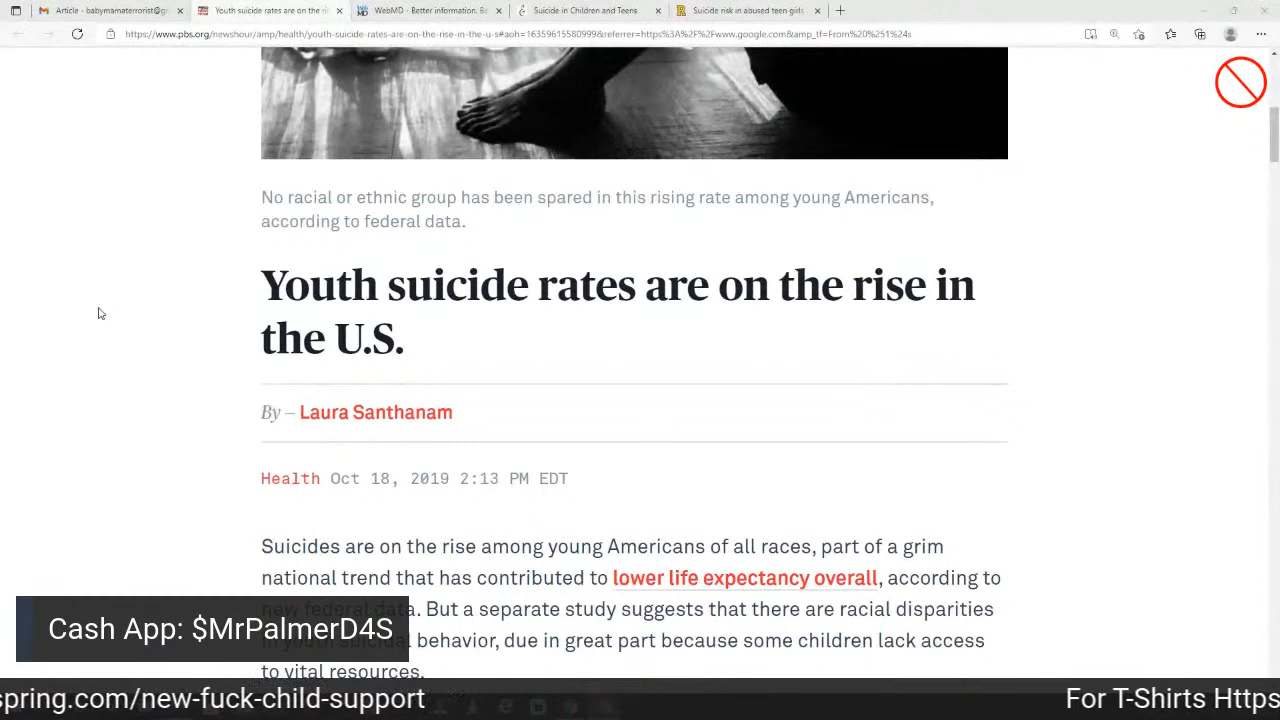 Article - babymamaterrorist@gr
Youth suicide rates are on the ri
WebMD - Better information. Be
Suicide in Children and Teens
Suicide risk in abused teen girls
https://www.pbs.org/newshour/amp/health/youth-suicide-rates-are-on-the-rise-in-the-u-s#aoh=16359615580999&referrer=https%3A%2F%2Fwww.google.com&amp_tf=From%20%251%24s
No racial or ethnic group has been spared in this rising rate among young Americans,
according to federal data.
Youth suicide rates are on the rise in
the U.S.
By – Laura Santhanam
Health Oct 18, 2019 2:13 PM EDT
Suicides are on the rise among young Americans of all races, part of a grim
national trend that has contributed to lower life expectancy overall, according to
new federal data. But a separate study suggests that there are racial disparities
in youth suicidal behavior, due in great part because some children lack access
to vital resources.
Cash App: $MrPalmerD4S
spring.com/new-fuck-child-support
For T-Shirts Https